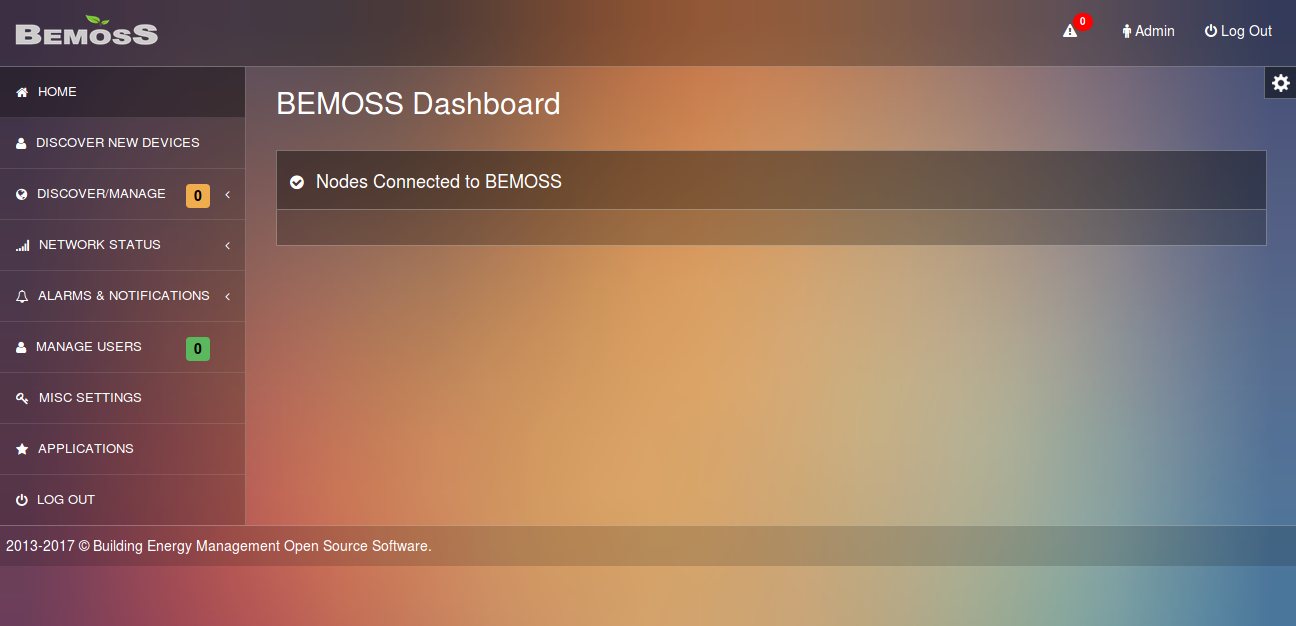 BEMOSS
0
Admin
Log Out
HOME
DISCOVER NEW DEVICES
DISCOVER/MANAGE 0
NETWORK STATUS
ALARMS & NOTIFICATIONS
MANAGE USERS 0
MISC SETTINGS
APPLICATIONS
LOG OUT
BEMOSS Dashboard
Nodes Connected to BEMOSS
2013-2017 © Building Energy Management Open Source Software.